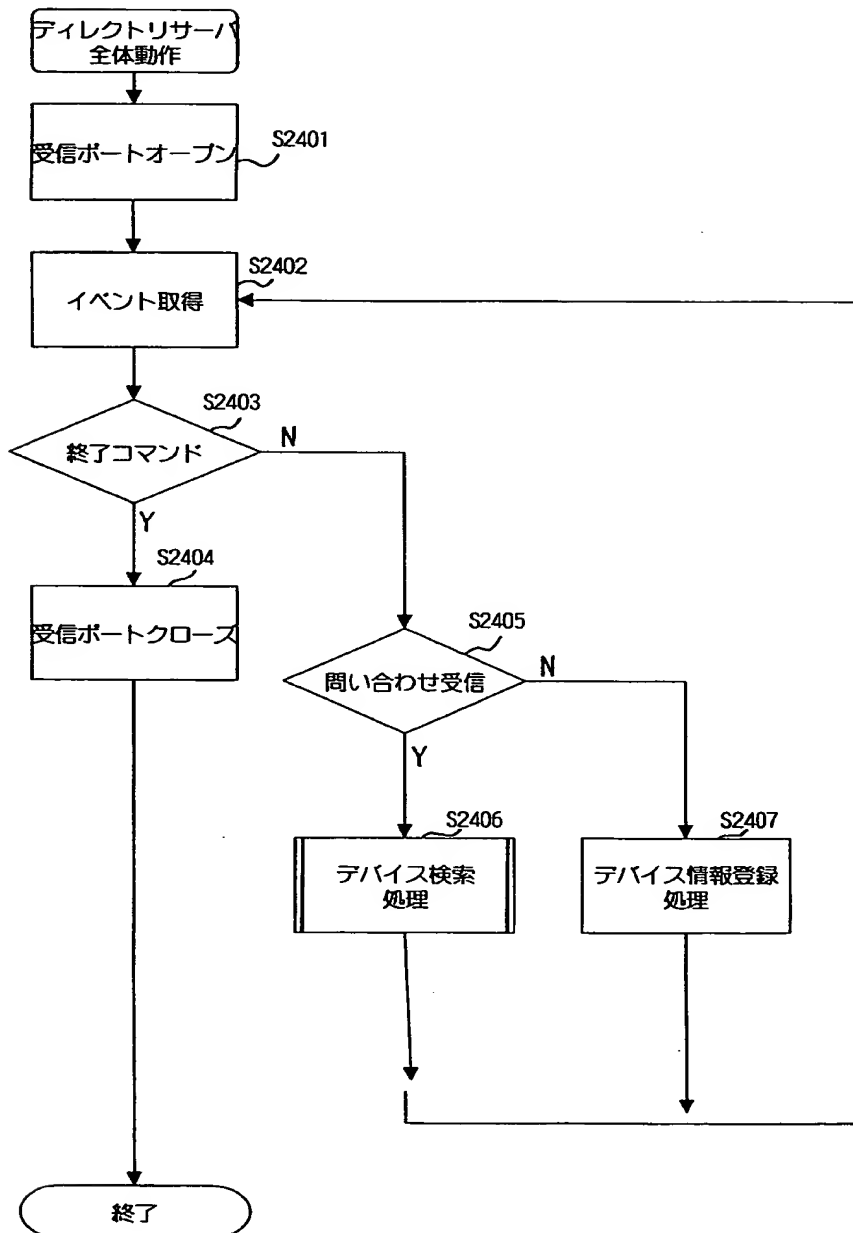 ディレクトリサーバ
全体動作
受信ポートオープン
S2401
イベント取得
S2402
終了コマンド
S2403
N
Y
受信ポートクローズ
S2404
問い合わせ受信
S2405
N
Y
デバイス検索
処理
S2406
デバイス情報登録
処理
S2407
終了